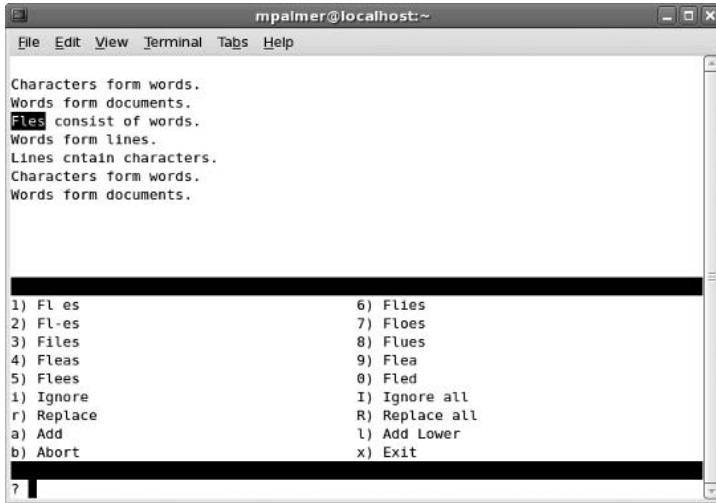 mpalmer@localhost:~
File Edit View Terminal Tabs Help
Characters form words.
Words form documents.
Fles consist of words.
Words form lines.
Lines cntain characters.
Characters form words.
Words form documents.
1) Fl es 6) Flies
2) Fl-es 7) Floes
3) Files 8) Flues
4) Fleas 9) Flea
5) Flees 0) Fled
i) Ignore I) Ignore all
r) Replace R) Replace all
a) Add l) Add Lower
b) Abort x) Exit
?